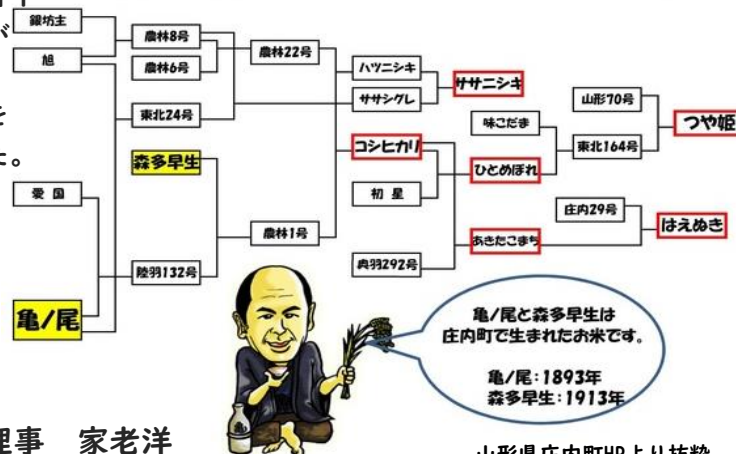 銀坊主
が
農林8号
旭
農林22号
農林6号
ハツニシキ
ササニシキ
ササシグレ
山形70号
東北24号
を
味こだま
つや姫
コシヒカリ
東北164号
た。
森多早生
ひとめぼれ
愛国
初星
庄内29号
農林1号
はえぬき
あきたこまち
陸羽132号
奥羽292号
亀ノ尾
亀ノ尾と森多早生は
庄内町で生まれたお米です。
亀ノ尾:1893年
森多早生:1913年
理事 家老洋
山形県庄内町HPより抜粋